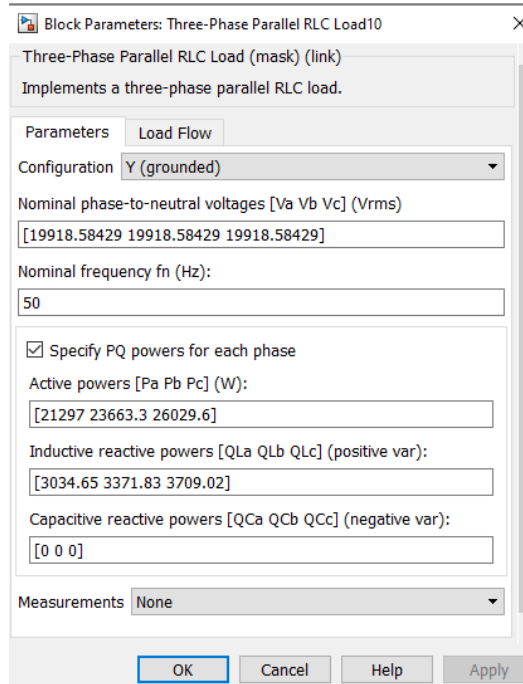 Block Parameters: Three-Phase Parallel RLC Load10
Three-Phase Parallel RLC Load (mask) (link)
Implements a three-phase parallel RLC load.
Parameters Load Flow
Configuration Y (grounded)
Nominal phase-to-neutral voltages [Va Vb Vc] (Vrms)
[19918.58429 19918.58429 19918.58429]
Nominal frequency fn (Hz):
50
Specify PQ powers for each phase
Active powers [Pa Pb Pc] (W):
[21297 23663.3 26029.6]
Inductive reactive powers [QLa QLb QLc] (positive var):
[3034.65 3371.83 3709.02]
Capacitive reactive powers [QCa QCb QCc] (negative var):
[0 0 0]
Measurements None
OK Cancel Help Apply